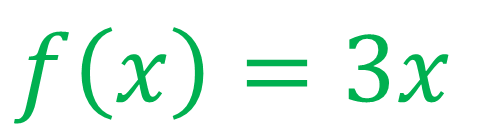 f(x) = 3x